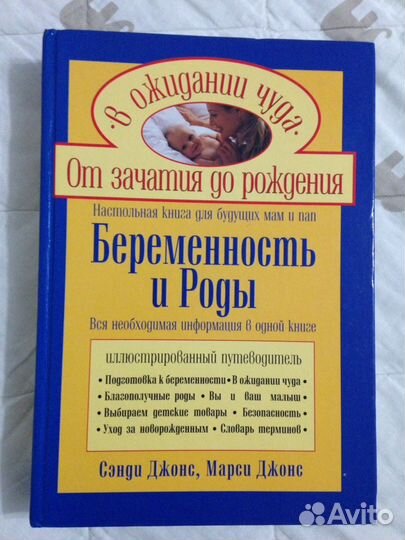 · В ОЖИДАНИИ ЧУДА ·
От зачатия до рождения
Настольная книга для будущих мам и пап
Беременность
и Роды
Вся необходимая информация в одной книге
иллюстрированный путеводитель
• Подготовка к беременности • В ожидании чуда •
• Благополучные роды • Вы и ваш малыш •
• Выбираем детские товары • Безопасность •
• Уход за новорожденным • Словарь терминов •
Сэнди Джонс, Марси Джонс
Avito